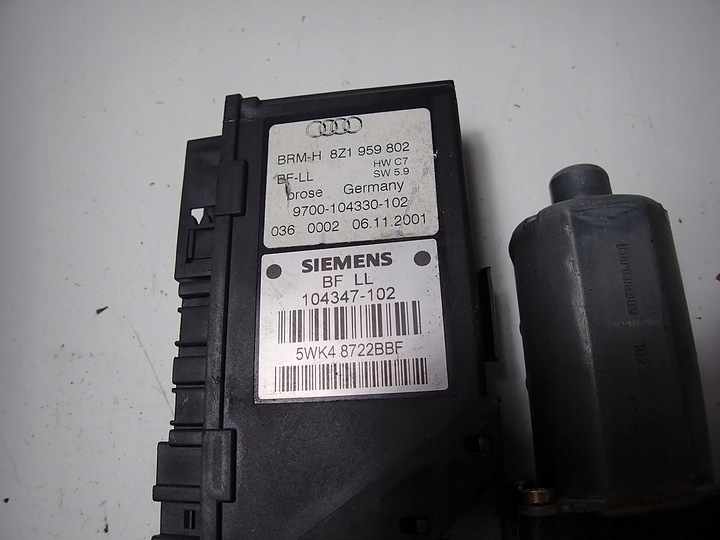 BRM-H 8Z1 959 802
BF-LL HW C7
SW 5.9
brose Germany
9700-104330-102
036 0002 06.11.2001
SIEMENS
BF LL
104347-102
5WK4 8722BBF